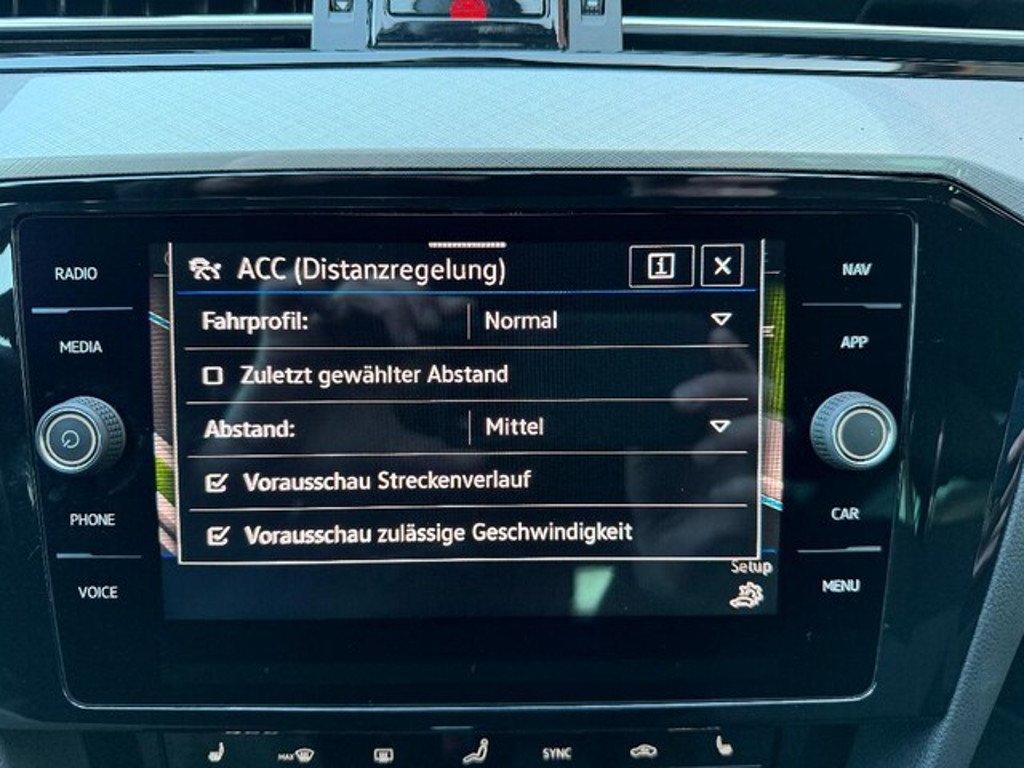 RADIO
MEDIA
PHONE
VOICE
ACC (Distanzregelung)
i
X
Fahrprofil: Normal
Zuletzt gewählter Abstand
Abstand: Mittel
Vorausschau Streckenverlauf
Vorausschau zulässige Geschwindigkeit
Setup
NAV
APP
CAR
MENU
MAX
SYNC